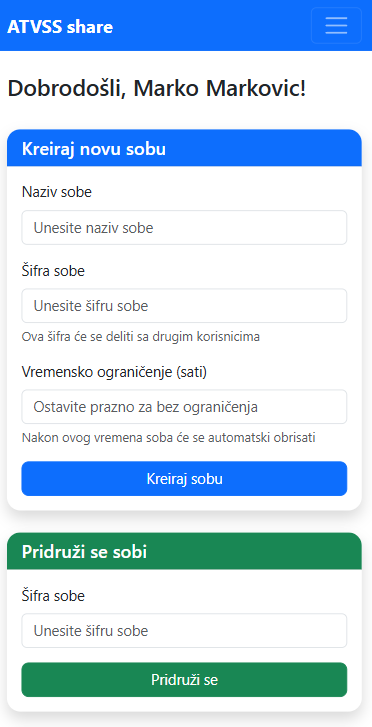 ATVSS share
Dobrodošli, Marko Markovic!
Kreiraj novu sobu
Naziv sobe
Unesite naziv sobe
Šifra sobe
Unesite šifru sobe
Ova šifra će se deliti sa drugim korisnicima
Vremensko ograničenje (sati)
Ostavite prazno za bez ograničenja
Nakon ovog vremena soba će se automatski obrisati
Kreiraj sobu
Pridruži se sobi
Šifra sobe
Unesite šifru sobe
Pridruži se